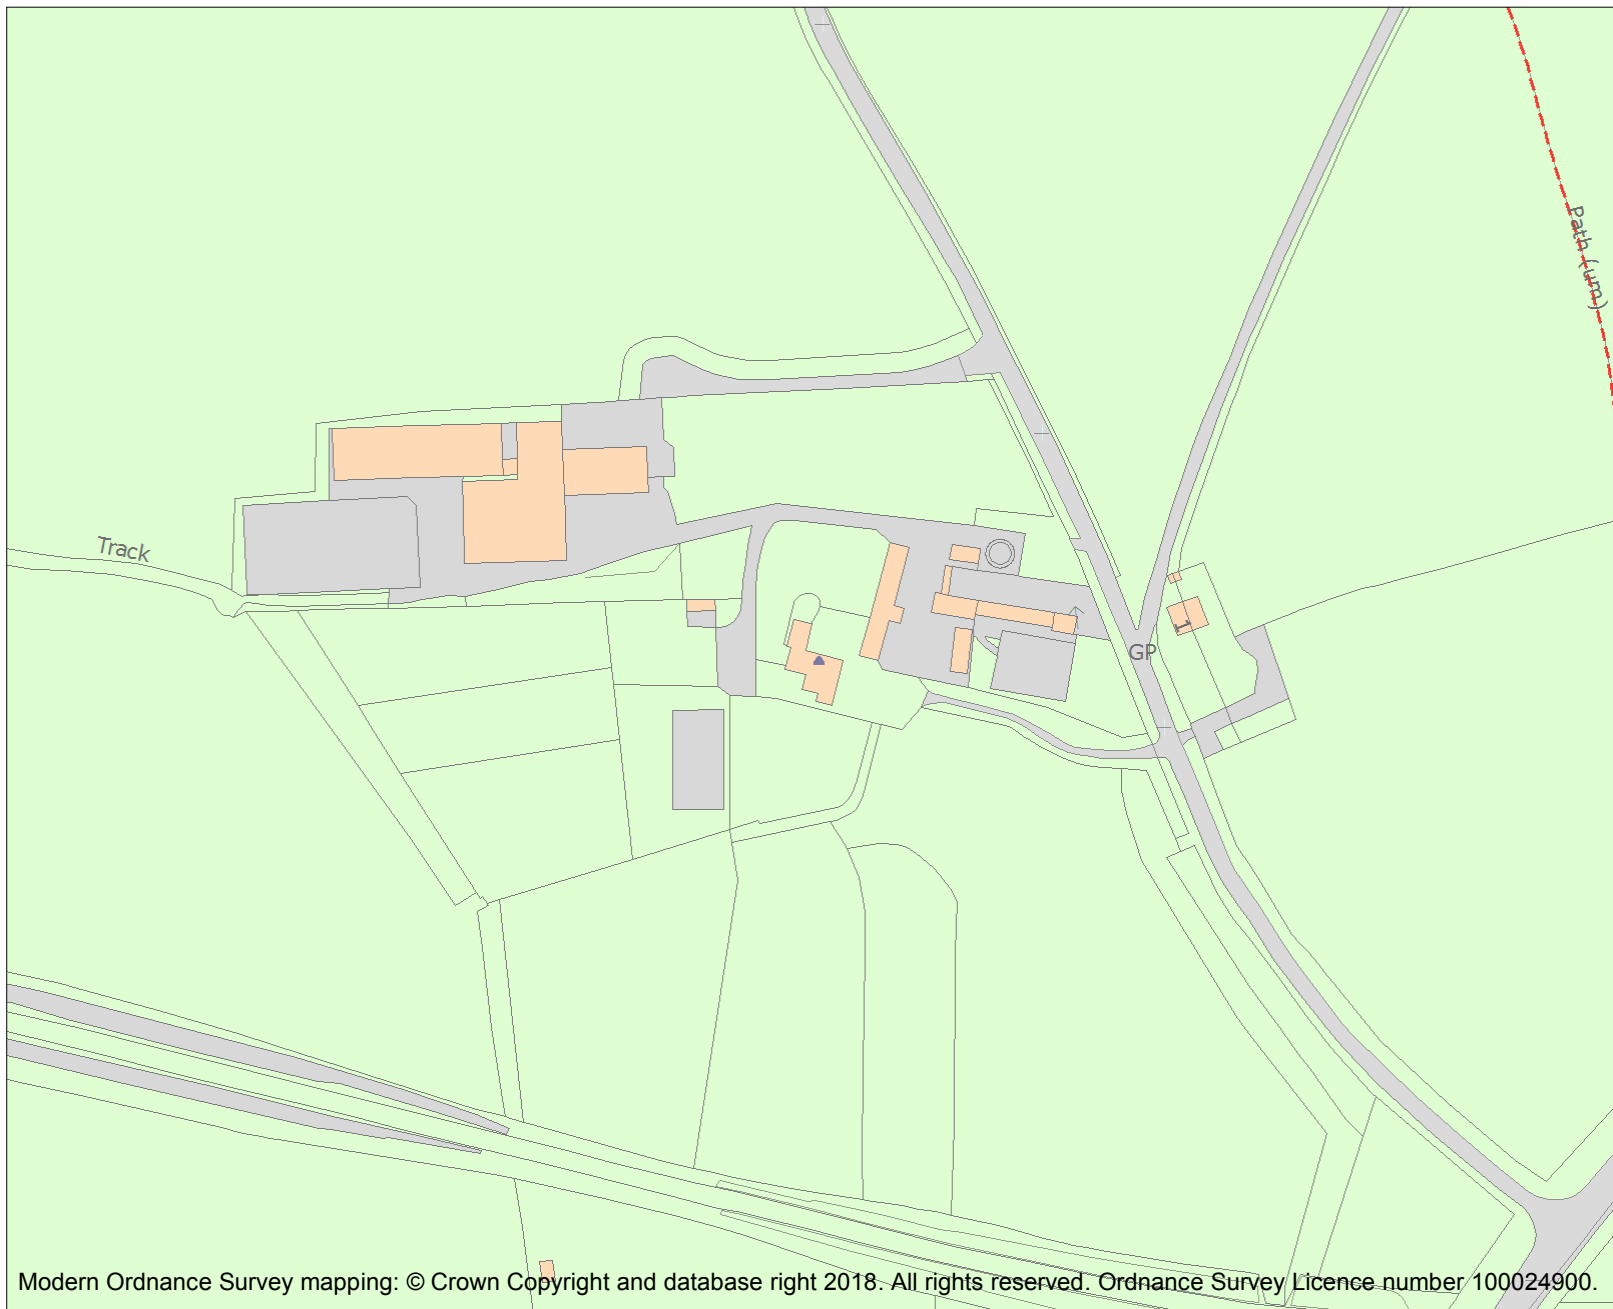 Path (um)
Track
1
GP
Modern Ordnance Survey mapping: © Crown Copyright and database right 2018. All rights reserved. Ordnance Survey Licence number 100024900.